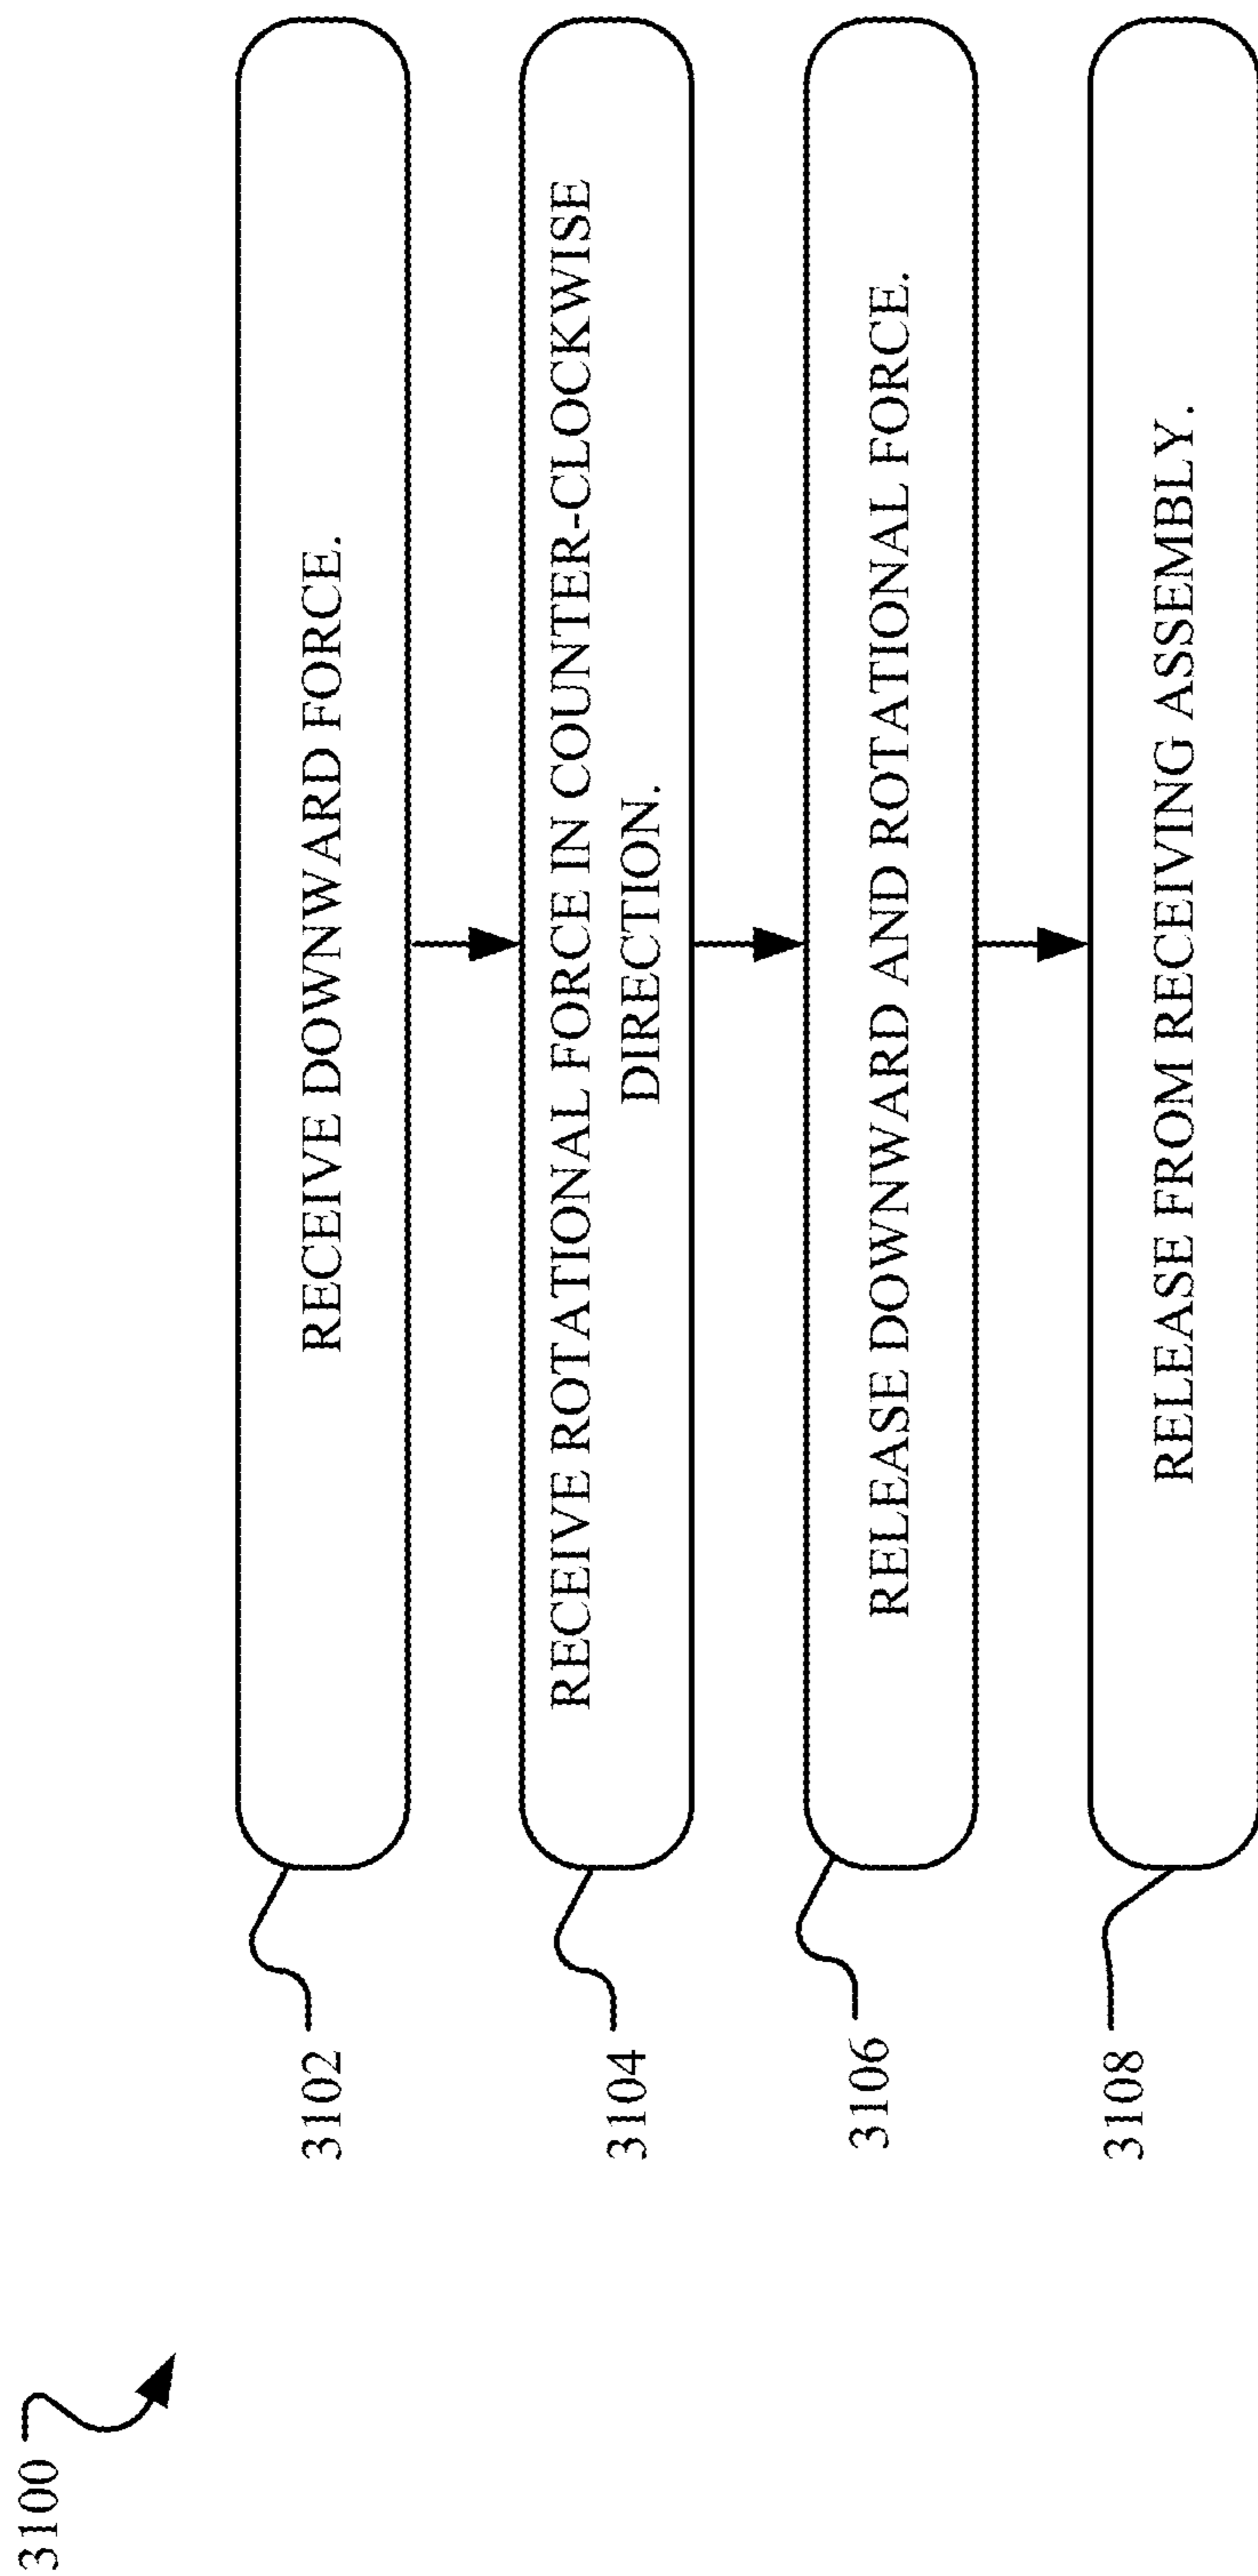 3100
3102
RECEIVE DOWNWARD FORCE.
3104
RECEIVE ROTATIONAL FORCE IN COUNTER-CLOCKWISE
DIRECTION.
3106
RELEASE DOWNWARD AND ROTATIONAL FORCE.
3108
RELEASE FROM RECEIVING ASSEMBLY.